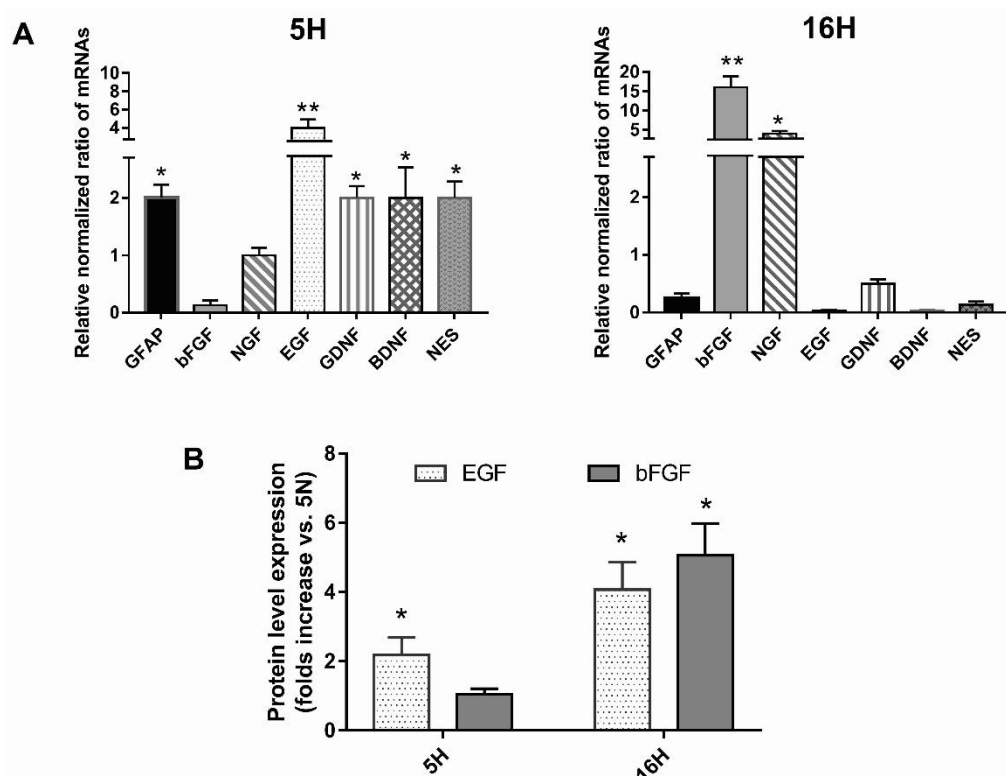 A
5H
Relative normalized ratio of mRNAs
10
8
6
4
2
1
0
*
**
*
*
*
GFAP
bFGF
NGF
EGF
GDNF
BDNF
NES
16H
Relative normalized ratio of mRNAs
20
15
10
5
2
1
0
**
*
GFAP
bFGF
NGF
EGF
GDNF
BDNF
NES
B
Protein level expression
(folds increase vs. 5N)
8
6
4
2
0
EGF
bFGF
*
*
*
5H
16H